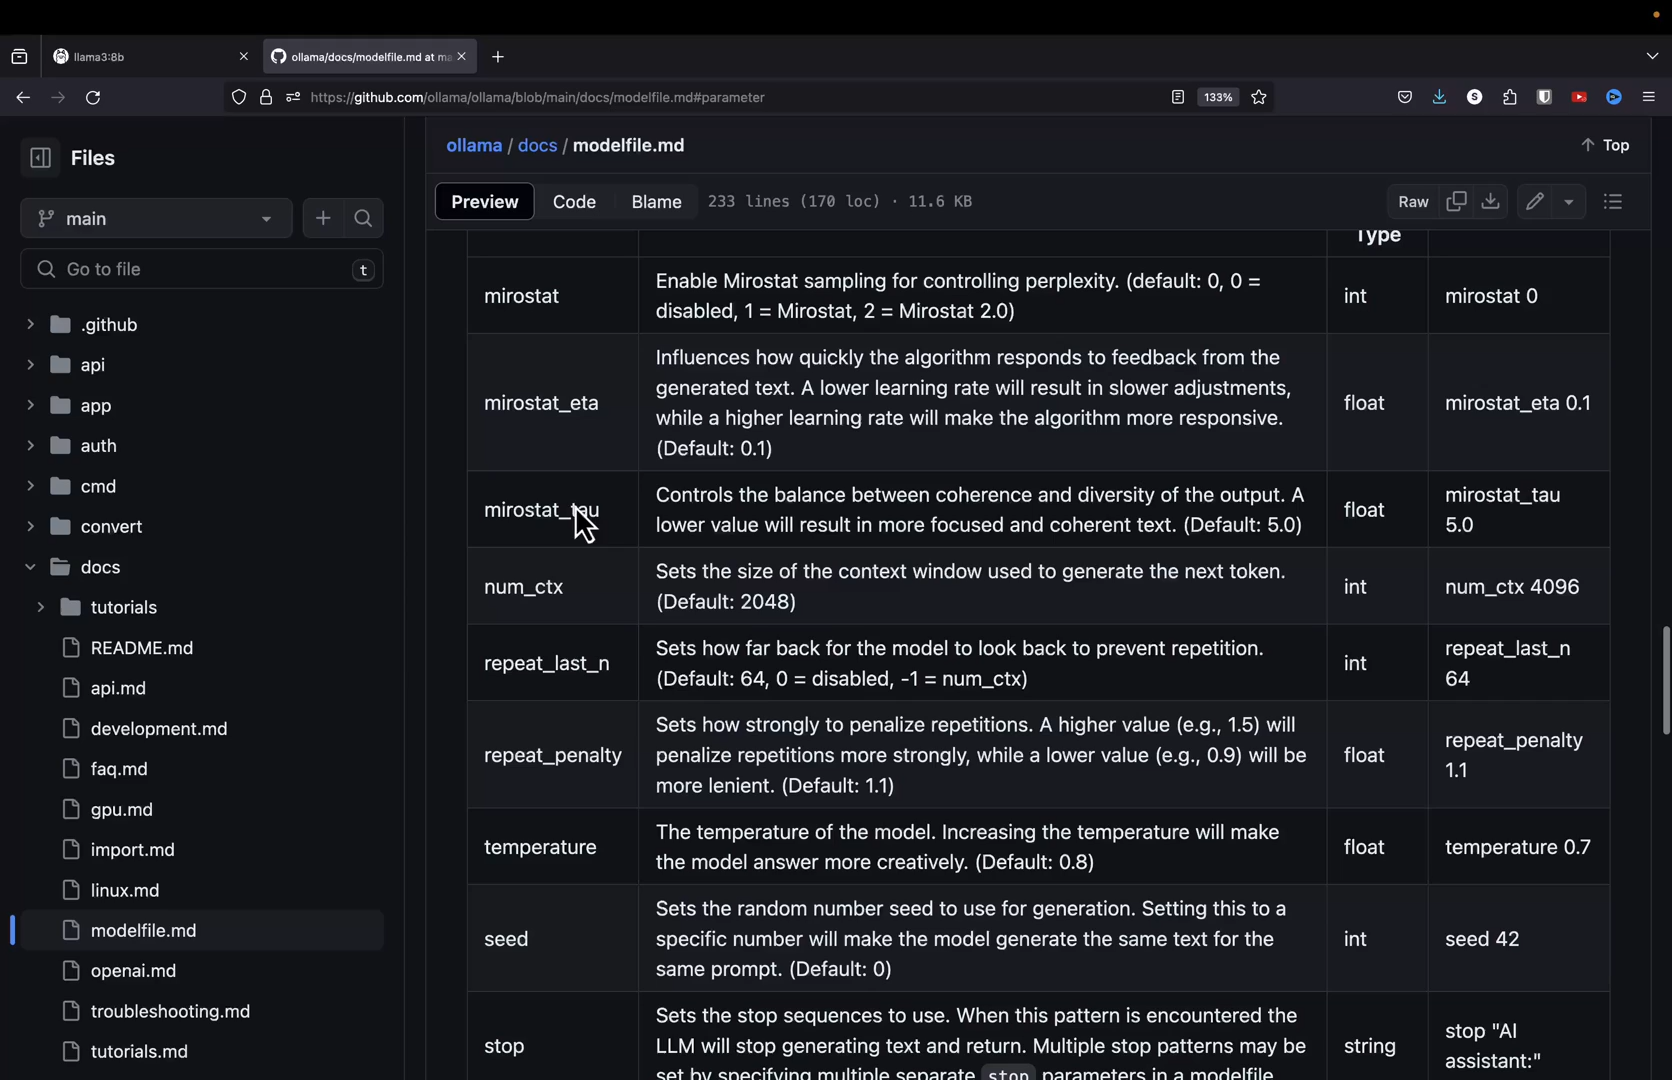 llama3:8b
ollama/docs/modelfile.md at ma
https://github.com/ollama/ollama/blob/main/docs/modelfile.md#parameter
133%
S
Files
main
Go to file
t
.github
api
app
auth
cmd
convert
docs
tutorials
README.md
api.md
development.md
faq.md
gpu.md
import.md
linux.md
modelfile.md
openai.md
troubleshooting.md
tutorials.md
ollama / docs / modelfile.md
Top
Preview
Code
Blame
233 lines (170 loc) · 11.6 KB
Raw
Type
mirostat
Enable Mirostat sampling for controlling perplexity. (default: 0, 0 =
disabled, 1 = Mirostat, 2 = Mirostat 2.0)
int
mirostat 0
mirostat_eta
Influences how quickly the algorithm responds to feedback from the
generated text. A lower learning rate will result in slower adjustments,
while a higher learning rate will make the algorithm more responsive.
(Default: 0.1)
float
mirostat_eta 0.1
mirostat_tau
Controls the balance between coherence and diversity of the output. A
lower value will result in more focused and coherent text. (Default: 5.0)
float
mirostat_tau
5.0
num_ctx
Sets the size of the context window used to generate the next token.
(Default: 2048)
int
num_ctx 4096
repeat_last_n
Sets how far back for the model to look back to prevent repetition.
(Default: 64, 0 = disabled, -1 = num_ctx)
int
repeat_last_n
64
repeat_penalty
Sets how strongly to penalize repetitions. A higher value (e.g., 1.5) will
penalize repetitions more strongly, while a lower value (e.g., 0.9) will be
more lenient. (Default: 1.1)
float
repeat_penalty
1.1
temperature
The temperature of the model. Increasing the temperature will make
the model answer more creatively. (Default: 0.8)
float
temperature 0.7
seed
Sets the random number seed to use for generation. Setting this to a
specific number will make the model generate the same text for the
same prompt. (Default: 0)
int
seed 42
stop
Sets the stop sequences to use. When this pattern is encountered the
LLM will stop generating text and return. Multiple stop patterns may be
set by specifying multiple separate stop parameters in a modelfile.
string
stop "AI
assistant:"